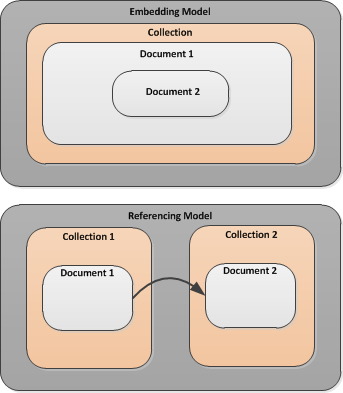 Embedding Model
Collection
Document 1
Document 2
Referencing Model
Collection 1
Collection 2
Document 1
Document 2